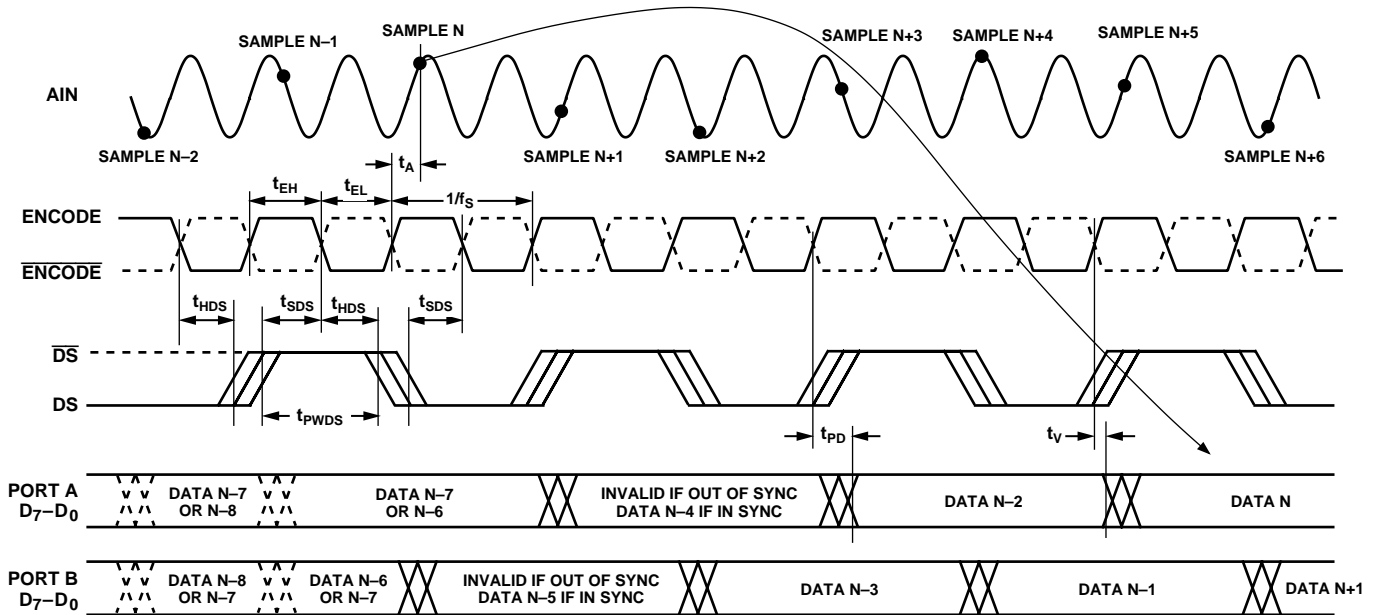 SAMPLE N–1
SAMPLE N
SAMPLE N+3
SAMPLE N+4
SAMPLE N+5
AIN
SAMPLE N–2
SAMPLE N+1
SAMPLE N+2
SAMPLE N+6
tA
tEH
tEL
1/fS
ENCODE
ENCODE
tHDS
tSDS
tHDS
tSDS
DS
DS
tPWDS
tPD
tV
PORT A
D7–D0
DATA N–7
OR N–8
DATA N–7
OR N–6
INVALID IF OUT OF SYNC
DATA N–4 IF IN SYNC
DATA N–2
DATA N
PORT B
D7–D0
DATA N–8
OR N–7
DATA N–6
OR N–7
INVALID IF OUT OF SYNC
DATA N–5 IF IN SYNC
DATA N–3
DATA N–1
DATA N+1